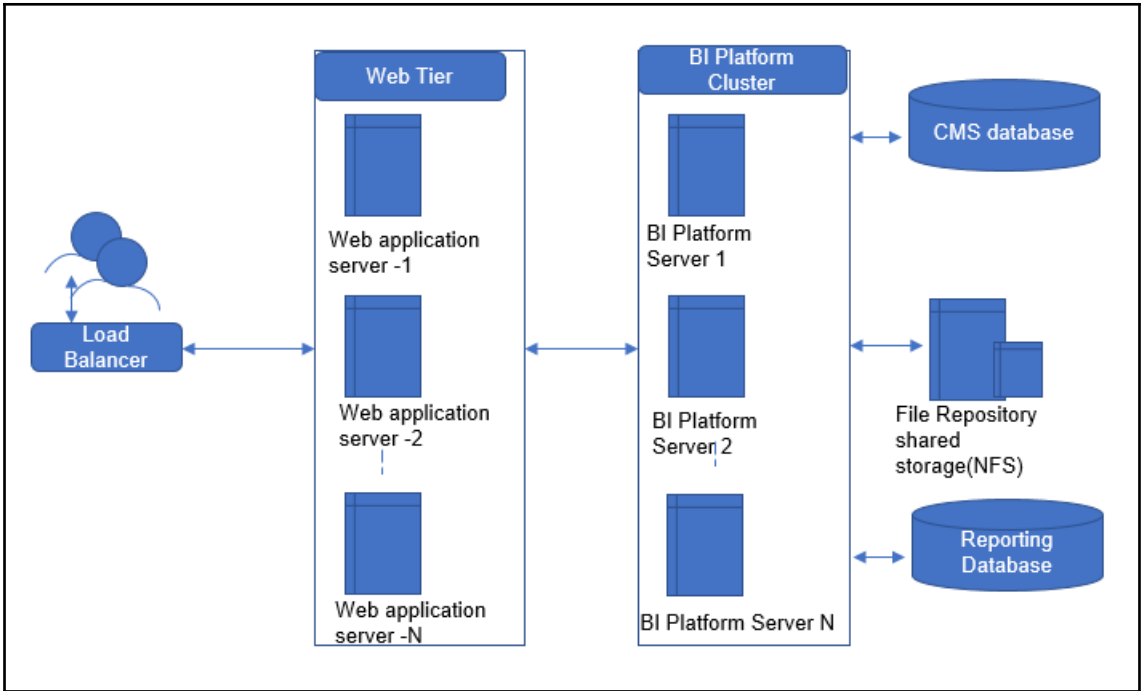 Web Tier
BI Platform
Cluster
CMS database
Web application
server -1
BI Platform
Server 1
Load
Balancer
Web application
server -2
BI Platform
Server 2
File Repository
shared
storage(NFS)
Reporting
Database
Web application
server -N
BI Platform Server N